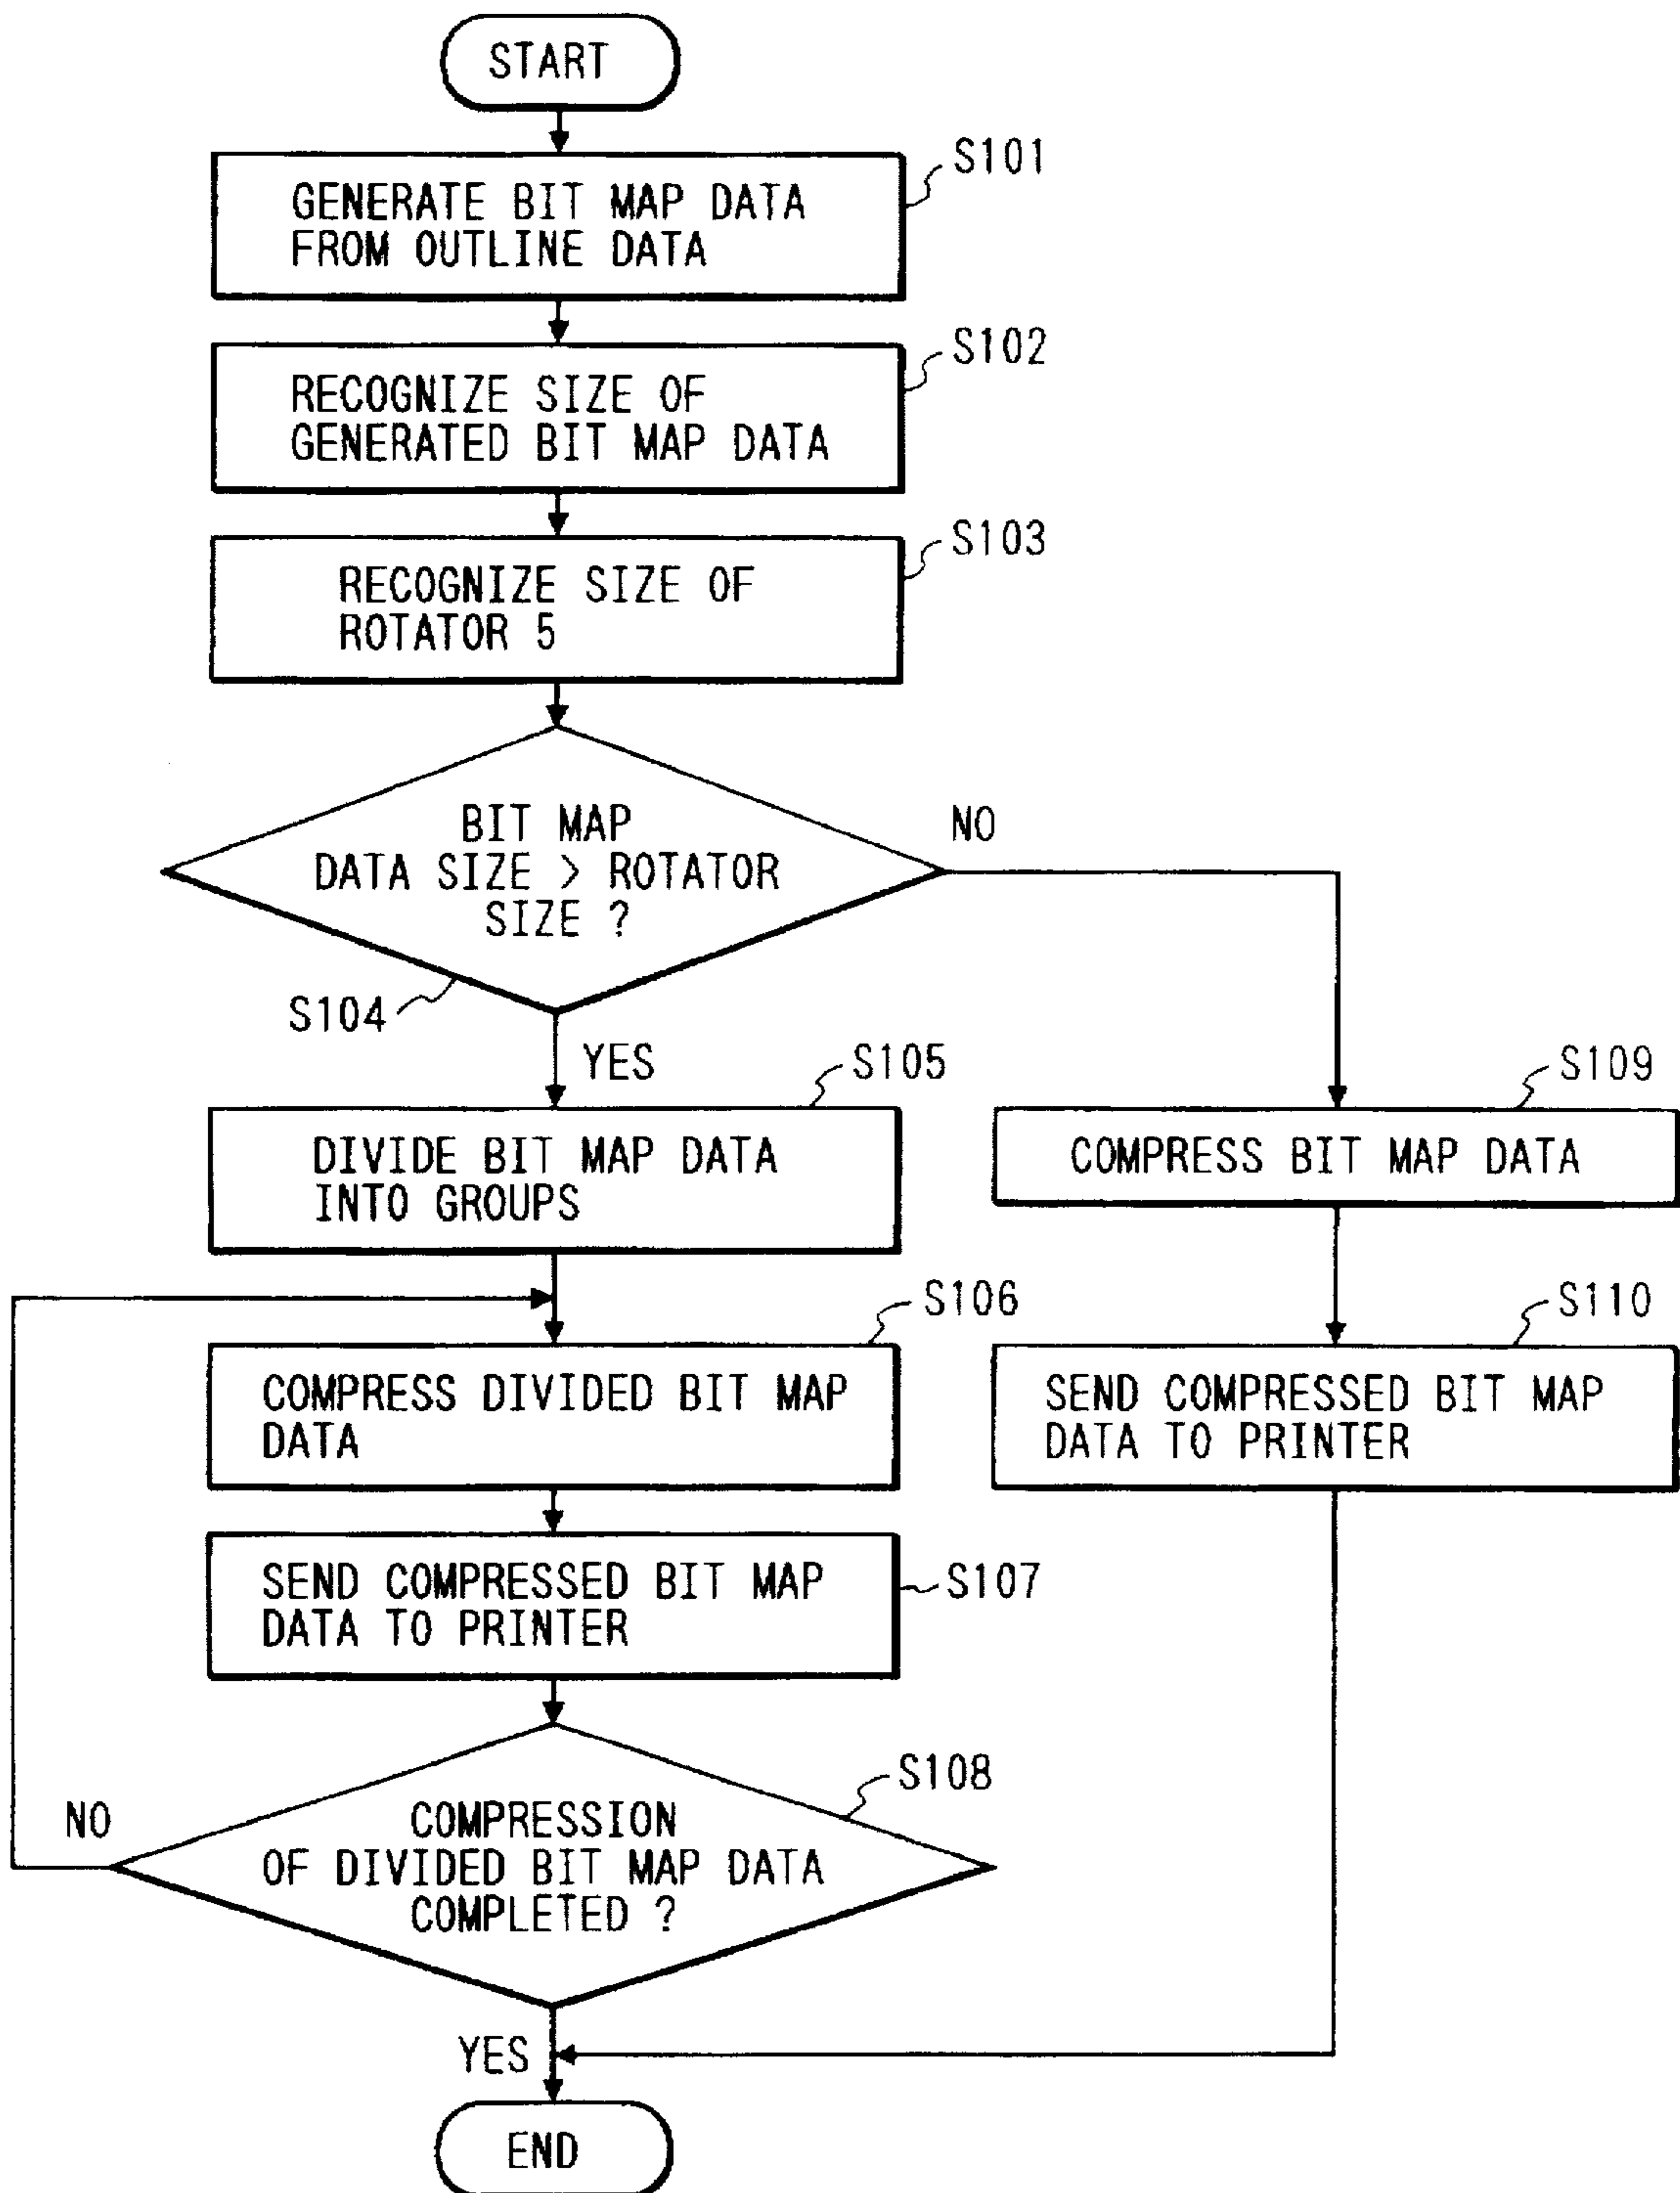 START
S101
GENERATE BIT MAP DATA
FROM OUTLINE DATA
S102
RECOGNIZE SIZE OF
GENERATED BIT MAP DATA
S103
RECOGNIZE SIZE OF
ROTATOR 5
BIT MAP
DATA SIZE > ROTATOR
SIZE ?
NO
S104
YES
S105
DIVIDE BIT MAP DATA
INTO GROUPS
S109
COMPRESS BIT MAP DATA
S106
COMPRESS DIVIDED BIT MAP
DATA
S110
SEND COMPRESSED BIT MAP
DATA TO PRINTER
SEND COMPRESSED BIT MAP
DATA TO PRINTER
S107
S108
NO
COMPRESSION
OF DIVIDED BIT MAP DATA
COMPLETED ?
YES
END